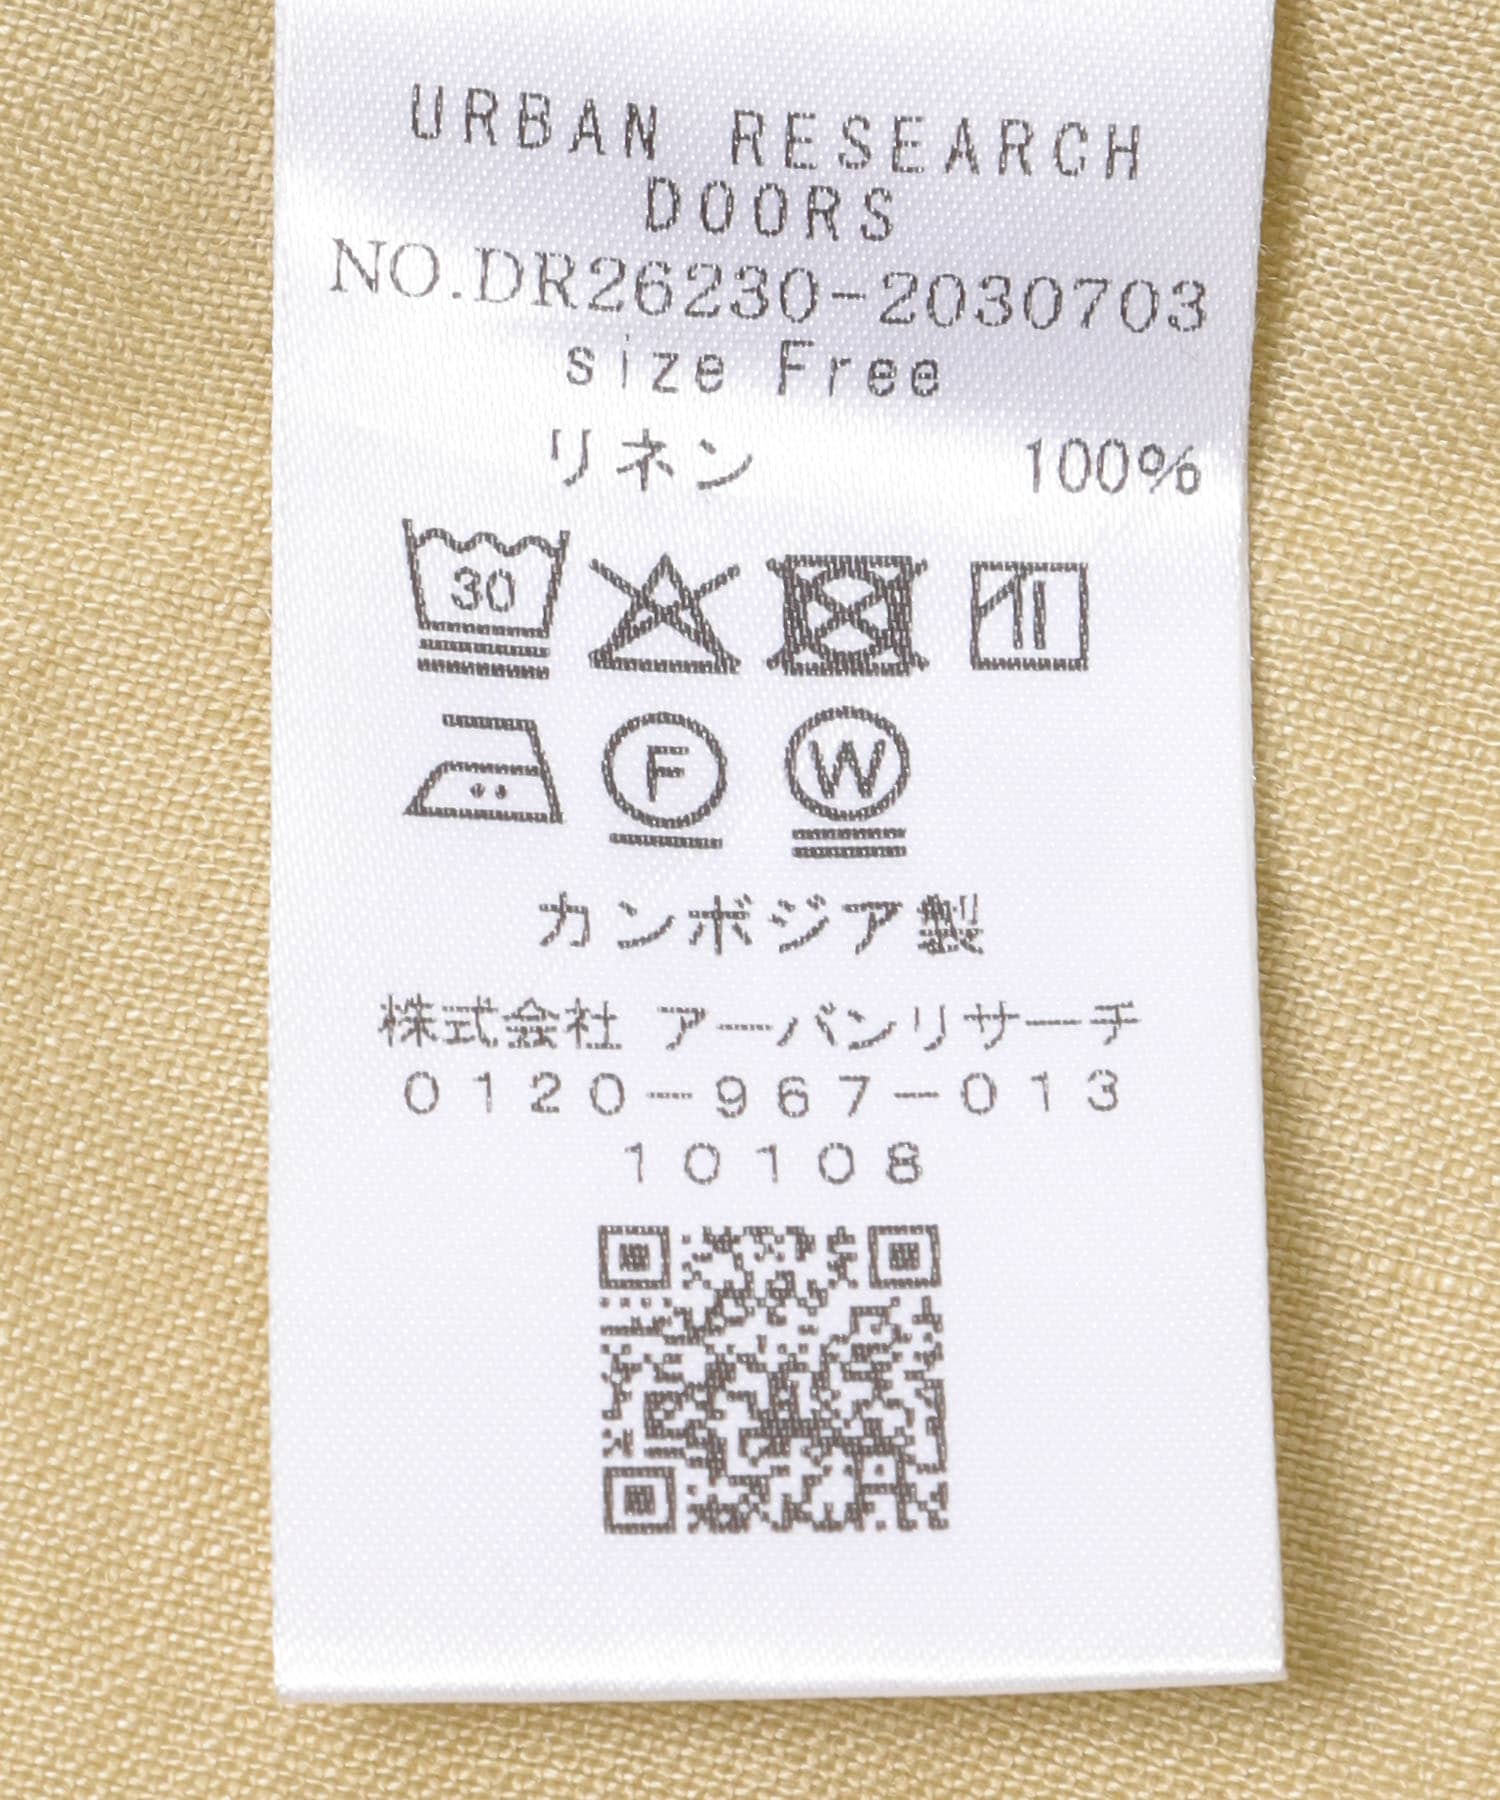 URBAN RESEARCH
DOORS
NO.DR26230-2030703
size Free
リネン 100%
30
F W
カンボジア製
株式会社 アーバンリサーチ
0120-967-013
10108